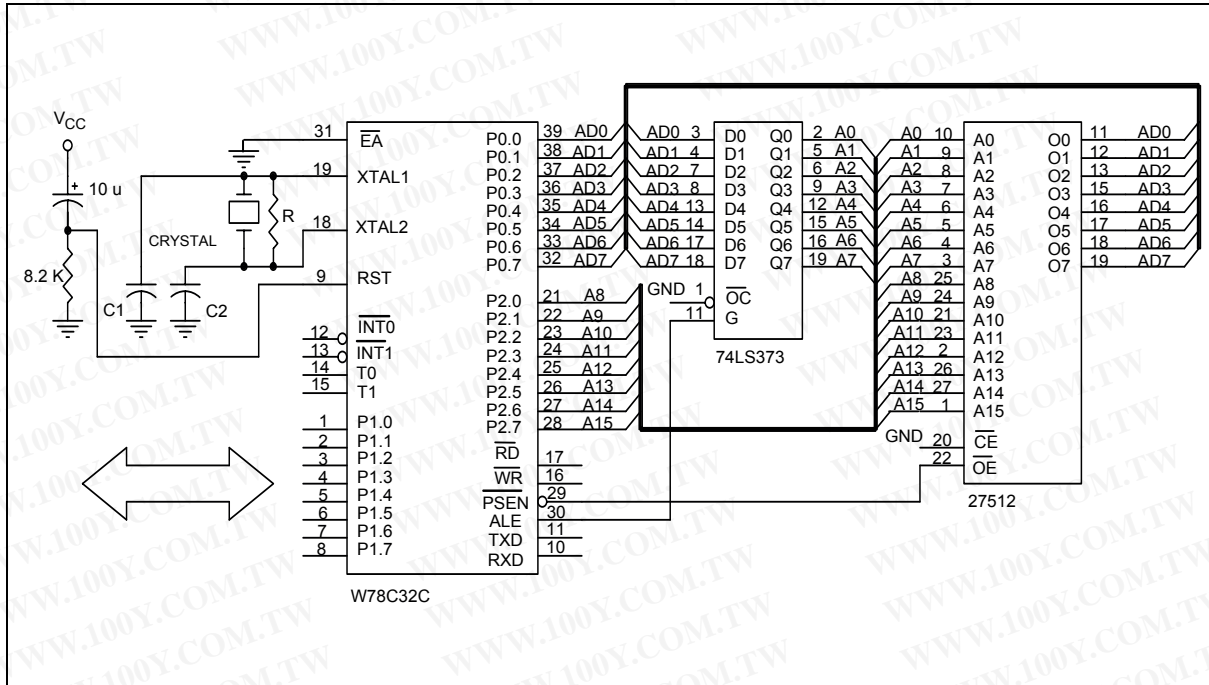 VCC
10 u
8.2 K
C1
C2
CRYSTAL
R
31 EA
19 XTAL1
18 XTAL2
9 RST
12 INT0
13 INT1
14 T0
15 T1
1 P1.0
2 P1.1
3 P1.2
4 P1.3
5 P1.4
6 P1.5
7 P1.6
8 P1.7
P0.0 39 AD0
P0.1 38 AD1
P0.2 37 AD2
P0.3 36 AD3
P0.4 35 AD4
P0.5 34 AD5
P0.6 33 AD6
P0.7 32 AD7
P2.0 21 A8
P2.1 22 A9
P2.2 23 A10
P2.3 24 A11
P2.4 25 A12
P2.5 26 A13
P2.6 27 A14
P2.7 28 A15
RD 17
WR 16
PSEN 29
ALE 30
TXD 11
RXD 10
W78C32C
AD0 3 D0 Q0 2 A0
AD1 4 D1 Q1 5 A1
AD2 7 D2 Q2 6 A2
AD3 8 D3 Q3 9 A3
AD4 13 D4 Q4 12 A4
AD5 14 D5 Q5 15 A5
AD6 17 D6 Q6 16 A6
AD7 18 D7 Q7 19 A7
GND 1 OC
11 G
74LS373
A0 10 A0 O0 11 AD0
A1 9 A1 O1 12 AD1
A2 8 A2 O2 13 AD2
A3 7 A3 O3 15 AD3
A4 6 A4 O4 16 AD4
A5 5 A5 O5 17 AD5
A6 4 A6 O6 18 AD6
A7 3 A7 O7 19 AD7
A8 25 A8
A9 24 A9
A10 21 A10
A11 23 A11
A12 2 A12
A13 26 A13
A14 27 A14
A15 1 A15
GND 20 CE
22 OE
27512
WWW.100Y.COM.TW